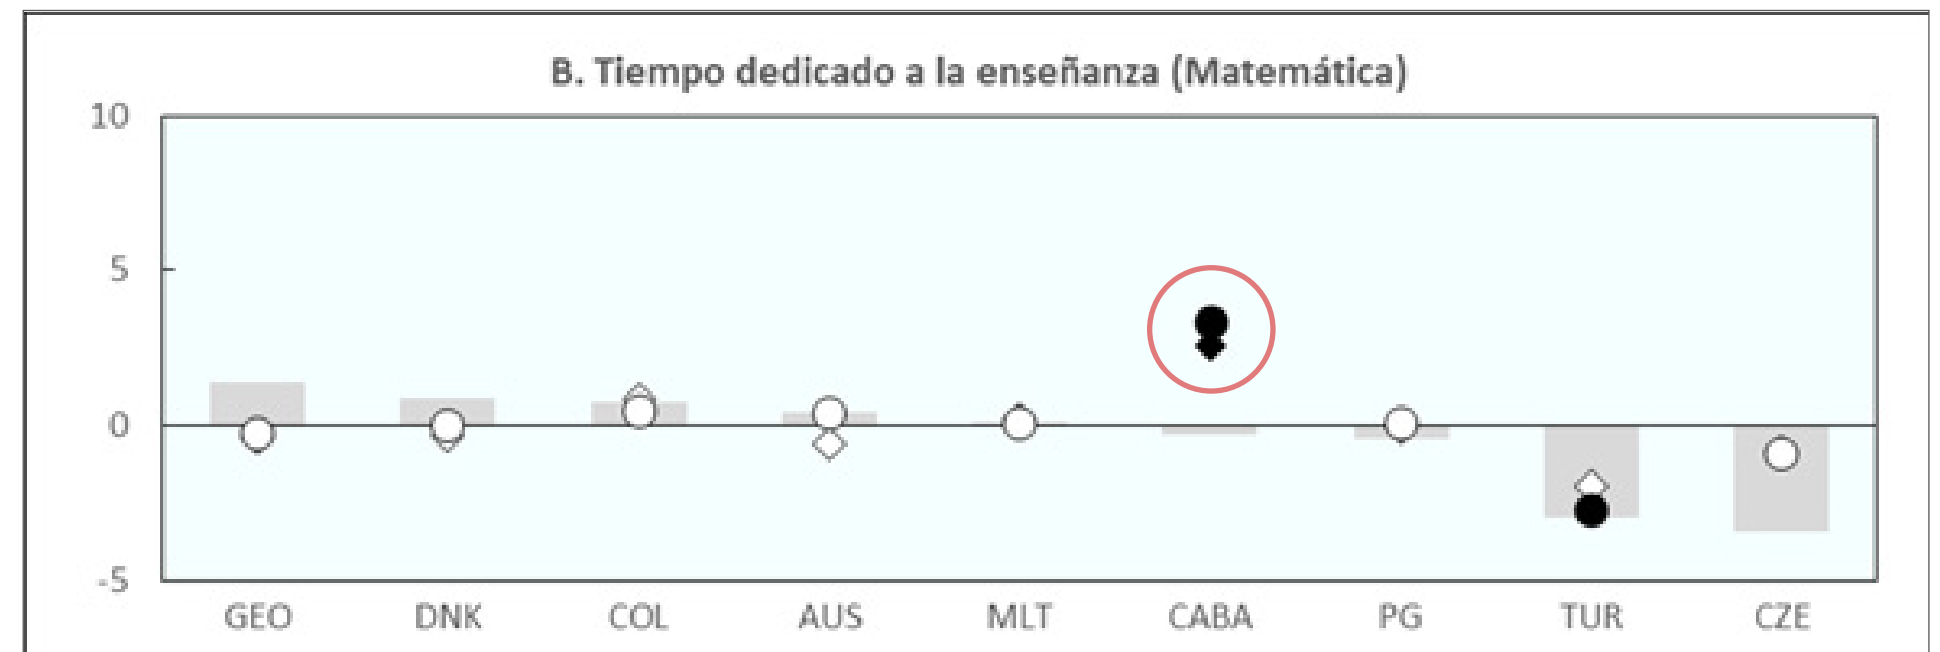 B. Tiempo dedicado a la enseñanza (Matemática)
10
5
0
-5
GEO DNK COL AUS MLT CABA PG TUR CZE